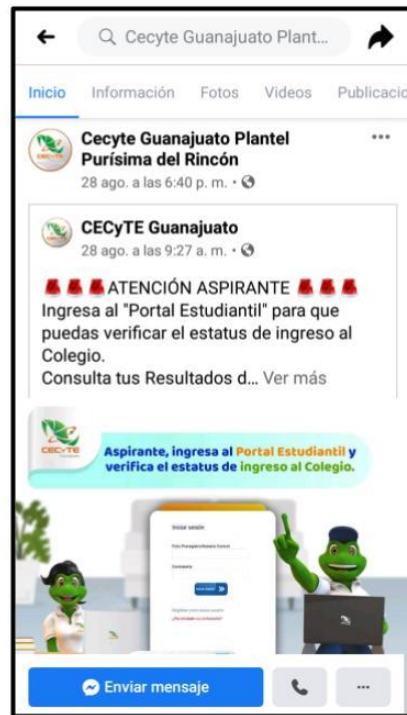 Cecyte Guanajuato Plant...
Inicio Información Fotos Videos Publicacio
Cecyte Guanajuato Plantel
Purísima del Rincón
28 ago. a las 6:40 p. m. ·
CECyTE Guanajuato
28 ago. a las 9:27 a. m. ·
ATENCIÓN ASPIRANTE
Ingresa al "Portal Estudiantil" para que
puedas verificar el estatus de ingreso al
Colegio.
Consulta tus Resultados d... Ver más
CECYTE
Aspirante, ingresa al Portal Estudiantil y
verifica el estatus de ingreso al Colegio.
Iniciar sesión
Contraseña
Enviar mensaje